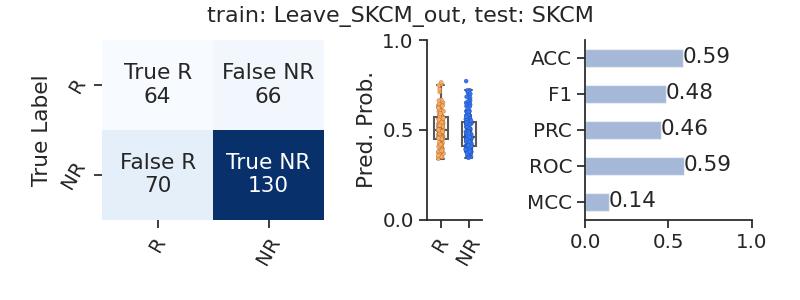 train: Leave_SKCM_out, test: SKCM
True Label
R
NR
True R
64
False NR
66
False R
70
True NR
130
R
NR
Pred. Prob.
1.0
0.5
0.0
R
NR
ACC
0.59
F1
0.48
PRC
0.46
ROC
0.59
MCC
0.14
0.0
0.5
1.0